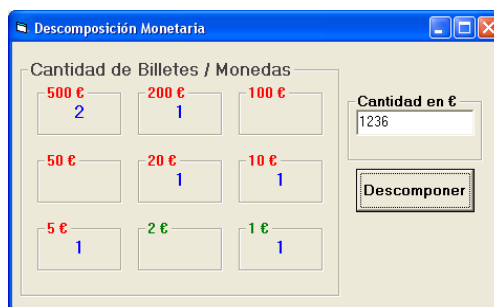 Descomposición Monetaria
Cantidad de Billetes / Monedas
500 € 200 € 100 €
2 1
50 € 20 € 10 €
1 1
5 € 2 € 1 €
1 1
Cantidad en €
1236
Descomponer